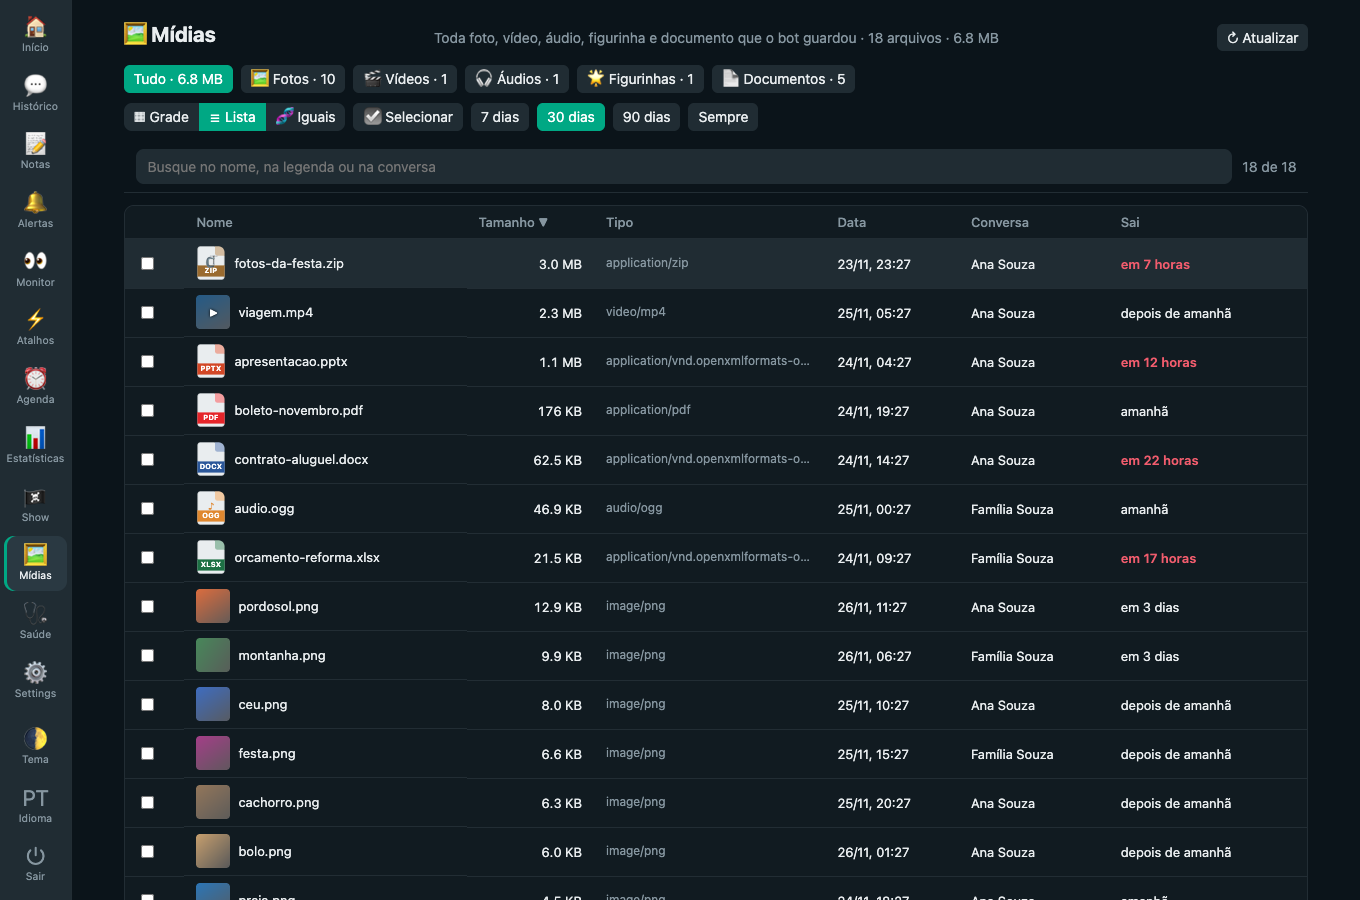 Início
Histórico
Notas
Alertas
Monitor
Atalhos
Agenda
Estatísticas
Show
Mídias
Saúde
Settings
Tema
PT
Idioma
Sair
Mídias
Toda foto, vídeo, áudio, figurinha e documento que o bot guardou · 18 arquivos · 6.8 MB
Atualizar
Tudo · 6.8 MB Fotos · 10 Vídeos · 1 Áudios · 1 Figurinhas · 1 Documentos · 5
Grade Lista Iguais Selecionar 7 dias 30 dias 90 dias Sempre
Busque no nome, na legenda ou na conversa 18 de 18
Nome Tamanho ▼ Tipo Data Conversa Sai
ZIP fotos-da-festa.zip 3.0 MB application/zip 23/11, 23:27 Ana Souza em 7 horas
viagem.mp4 2.3 MB video/mp4 25/11, 05:27 Ana Souza depois de amanhã
PPTX apresentacao.pptx 1.1 MB application/vnd.openxmlformats-o... 24/11, 04:27 Ana Souza em 12 horas
PDF boleto-novembro.pdf 176 KB application/pdf 24/11, 19:27 Ana Souza amanhã
DOCX contrato-aluguel.docx 62.5 KB application/vnd.openxmlformats-o... 24/11, 14:27 Ana Souza em 22 horas
OGG audio.ogg 46.9 KB audio/ogg 25/11, 00:27 Família Souza amanhã
XLSX orcamento-reforma.xlsx 21.5 KB application/vnd.openxmlformats-o... 24/11, 09:27 Família Souza em 17 horas
pordosol.png 12.9 KB image/png 26/11, 11:27 Ana Souza em 3 dias
montanha.png 9.9 KB image/png 26/11, 06:27 Família Souza em 3 dias
ceu.png 8.0 KB image/png 25/11, 10:27 Ana Souza depois de amanhã
festa.png 6.6 KB image/png 25/11, 15:27 Família Souza depois de amanhã
cachorro.png 6.3 KB image/png 25/11, 20:27 Ana Souza depois de amanhã
bolo.png 6.0 KB image/png 26/11, 01:27 Ana Souza depois de amanhã